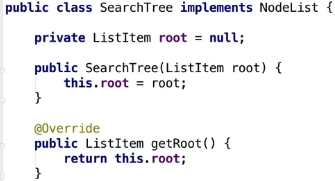 public class SearchTree implements NodeList {
private ListItem root = null;
public SearchTree(ListItem root) {
this.root = root;
}
@Override
public ListItem getRoot() {
return this.root;
}